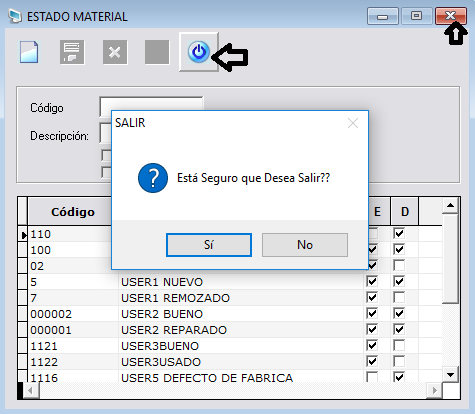 ESTADO MATERIAL
Código
Descripción:
SALIR
Está Seguro que Desea Salir??
Sí No
Código E D
110
100
02
5 USER1 NUEVO
7 USER1 REMOZADO
000002 USER2 BUENO
000001 USER2 REPARADO
1121 USER3BUENO
1122 USER3USADO
1116 USER5 DEFECTO DE FABRICA